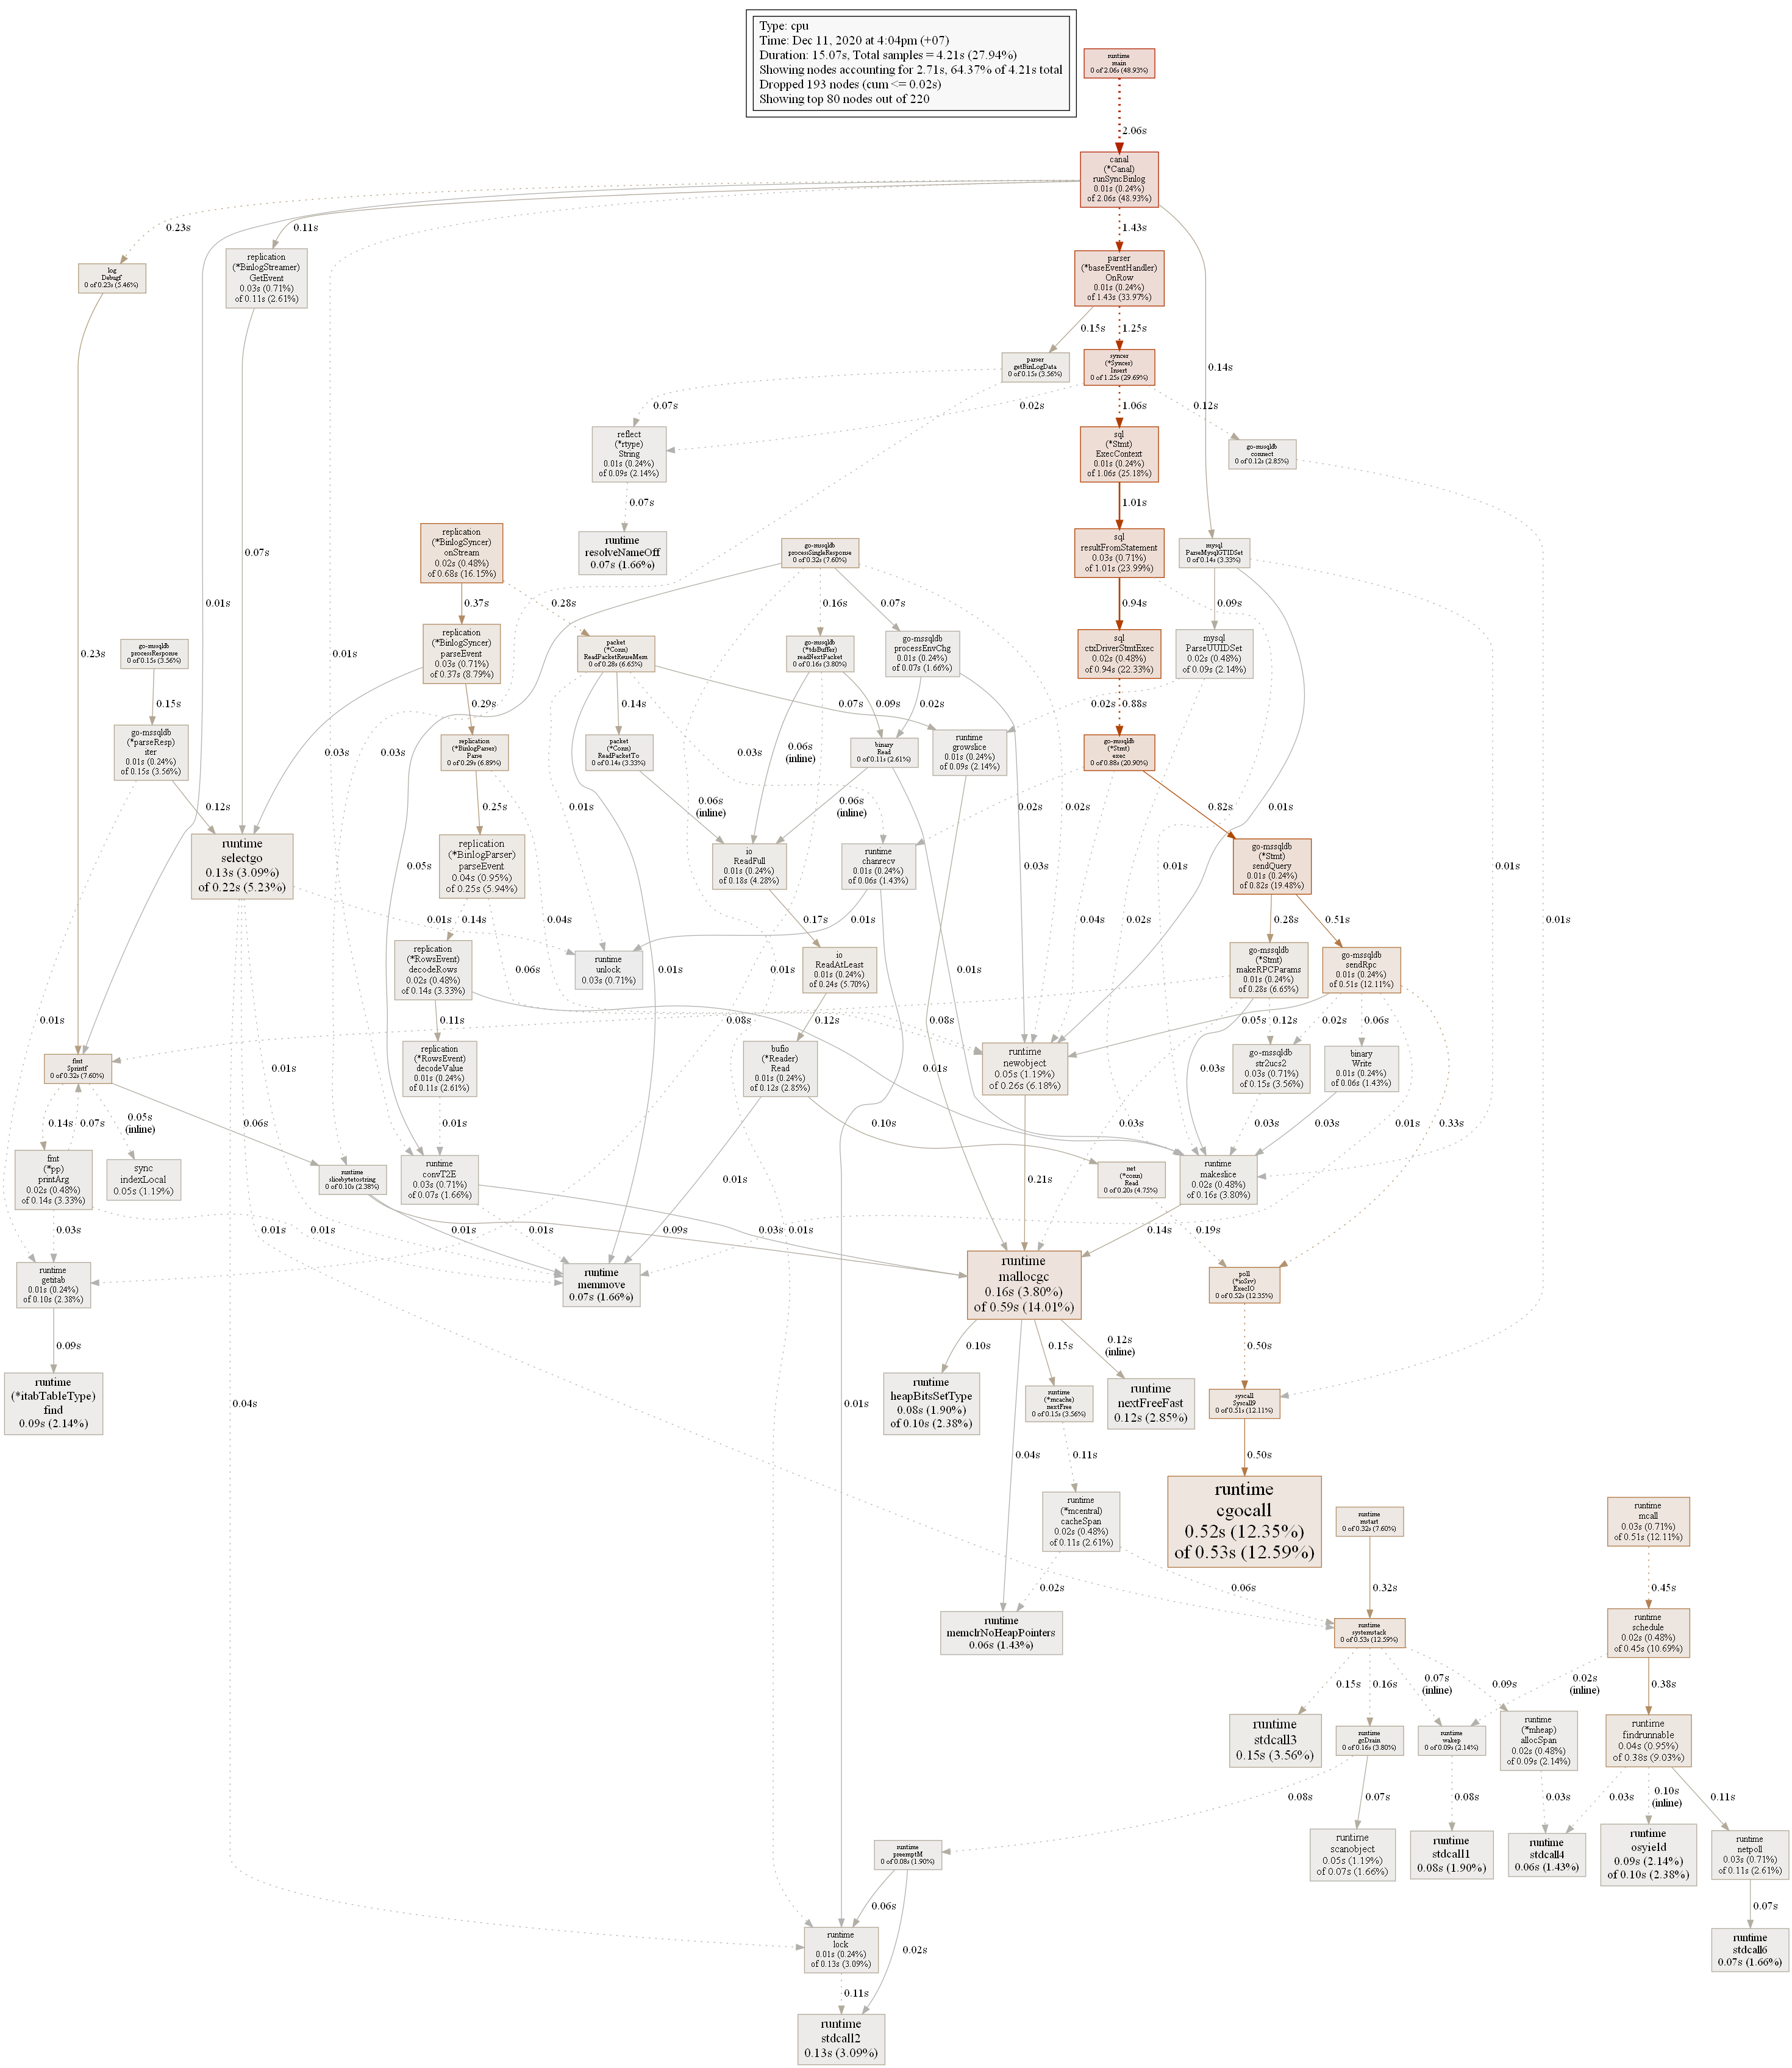 Type: cpu
Time: Dec 11, 2020 at 4:04pm (+07)
Duration: 15.07s, Total samples = 4.21s (27.94%)
Showing nodes accounting for 2.71s, 64.37% of 4.21s total
Dropped 193 nodes (cum <= 0.02s)
Showing top 80 nodes out of 220
runtime
main
0 of 2.06s (48.93%)
2.06s
canal
(*Canal)
runSyncBinlog
0.01s (0.24%)
of 2.06s (48.93%)
0.23s
0.11s
1.43s
log
Debugf
0 of 0.23s (5.46%)
replication
(*BinlogStreamer)
GetEvent
0.03s (0.71%)
of 0.11s (2.61%)
parser
(*baseEventHandler)
OnRow
0.01s (0.24%)
of 1.43s (33.97%)
0.15s
1.25s
parser
getBinLogData
0 of 0.15s (3.56%)
syncer
(*Syncer)
Insert
0 of 1.25s (29.69%)
0.14s
0.07s
0.02s
1.06s
0.12s
reflect
(*rtype)
String
0.01s (0.24%)
of 0.09s (2.14%)
sql
(*Stmt)
ExecContext
0.01s (0.24%)
of 1.06s (25.18%)
go-mssqldb
connect
0 of 0.12s (2.85%)
0.07s
1.01s
replication
(*BinlogSyncer)
onStream
0.02s (0.48%)
of 0.68s (16.15%)
runtime
resolveNameOff
0.07s (1.66%)
go-mssqldb
processSingleResponse
0 of 0.32s (7.60%)
sql
resultFromStatement
0.03s (0.71%)
of 1.01s (23.99%)
mysql
ParseMysqlGTIDSet
0 of 0.14s (3.33%)
0.07s
0.01s
0.37s
0.28s
0.16s
0.07s
0.94s
0.09s
go-mssqldb
processResponse
0 of 0.15s (3.56%)
0.23s
0.01s
replication
(*BinlogSyncer)
parseEvent
0.03s (0.71%)
of 0.37s (8.79%)
packet
(*Conn)
ReadPacketReuseMem
0 of 0.28s (6.65%)
go-mssqldb
(*tdsBuffer)
readNextPacket
0 of 0.16s (3.80%)
go-mssqldb
processEnvChg
0.01s (0.24%)
of 0.07s (1.66%)
sql
ctxDriverStmtExec
0.02s (0.48%)
of 0.94s (22.33%)
mysql
ParseUUIDSet
0.02s (0.48%)
of 0.09s (2.14%)
0.15s
0.29s
0.14s
0.07s
0.09s
0.02s
0.02s
0.88s
go-mssqldb
(*parseResp)
iter
0.01s (0.24%)
of 0.15s (3.56%)
0.03s
0.03s
replication
(*BinlogParser)
Parse
0 of 0.29s (6.89%)
packet
(*Conn)
ReadPacketTo
0 of 0.14s (3.33%)
0.03s
0.06s
(inline)
binary
Read
0 of 0.11s (2.61%)
runtime
growslice
0.01s (0.24%)
of 0.09s (2.14%)
go-mssqldb
(*Stmt)
exec
0 of 0.88s (20.90%)
0.12s
0.25s
0.01s
0.06s
(inline)
0.06s
(inline)
0.02s
0.02s
0.82s
0.01s
runtime
selectgo
0.13s (3.09%)
of 0.22s (5.23%)
0.05s
replication
(*BinlogParser)
parseEvent
0.04s (0.95%)
of 0.25s (5.94%)
io
ReadFull
0.01s (0.24%)
of 0.18s (4.28%)
runtime
chanrecv
0.01s (0.24%)
of 0.06s (1.43%)
0.03s
0.01s
go-mssqldb
(*Stmt)
sendQuery
0.01s (0.24%)
of 0.82s (19.48%)
0.01s
0.01s
0.14s
0.04s
0.17s
0.01s
0.04s
0.02s
0.28s
0.51s
0.01s
replication
(*RowsEvent)
decodeRows
0.02s (0.48%)
of 0.14s (3.33%)
0.06s
runtime
unlock
0.03s (0.71%)
0.01s
0.01s
io
ReadAtLeast
0.01s (0.24%)
of 0.24s (5.70%)
0.01s
go-mssqldb
(*Stmt)
makeRPCParams
0.01s (0.24%)
of 0.28s (6.65%)
go-mssqldb
sendRpc
0.01s (0.24%)
of 0.51s (12.11%)
0.01s
0.11s
0.08s
0.12s
0.08s
0.05s
0.12s
0.02s
0.06s
fmt
Sprintf
0 of 0.32s (7.60%)
0.01s
replication
(*RowsEvent)
decodeValue
0.01s (0.24%)
of 0.11s (2.61%)
bufio
(*Reader)
Read
0.01s (0.24%)
of 0.12s (2.85%)
0.01s
runtime
newobject
0.05s (1.19%)
of 0.26s (6.18%)
0.03s
go-mssqldb
str2ucs2
0.03s (0.71%)
of 0.15s (3.56%)
binary
Write
0.01s (0.24%)
of 0.06s (1.43%)
0.14s
0.07s
0.05s
(inline)
0.06s
0.01s
0.10s
0.03s
0.03s
0.03s
0.01s
0.33s
fmt
(*pp)
printArg
0.02s (0.48%)
of 0.14s (3.33%)
sync
indexLocal
0.05s (1.19%)
runtime
slicebytetostring
0 of 0.10s (2.38%)
runtime
convT2E
0.03s (0.71%)
of 0.07s (1.66%)
0.01s
net
(*conn)
Read
0 of 0.20s (4.75%)
0.21s
runtime
makeslice
0.02s (0.48%)
of 0.16s (3.80%)
0.03s
0.01s
0.01s
0.01s
0.01s
0.09s
0.03s
0.01s
0.14s
0.19s
runtime
getitab
0.01s (0.24%)
of 0.10s (2.38%)
runtime
memmove
0.07s (1.66%)
runtime
mallocgc
0.16s (3.80%)
of 0.59s (14.01%)
poll
(*ioSrv)
ExecIO
0 of 0.52s (12.35%)
0.09s
0.10s
0.15s
0.12s
(inline)
0.50s
runtime
(*itabTableType)
find
0.09s (2.14%)
0.04s
0.01s
runtime
heapBitsSetType
0.08s (1.90%)
of 0.10s (2.38%)
runtime
(*mcache)
nextFree
0 of 0.15s (3.56%)
runtime
nextFreeFast
0.12s (2.85%)
syscall
Syscall9
0 of 0.51s (12.11%)
0.04s
0.11s
0.50s
runtime
(*mcentral)
cacheSpan
0.02s (0.48%)
of 0.11s (2.61%)
runtime
cgocall
0.52s (12.35%)
of 0.53s (12.59%)
runtime
mstart
0 of 0.32s (7.60%)
runtime
mcall
0.03s (0.71%)
of 0.51s (12.11%)
0.02s
0.06s
0.32s
0.45s
runtime
memclrNoHeapPointers
0.06s (1.43%)
runtime
systemstack
0 of 0.53s (12.59%)
runtime
schedule
0.02s (0.48%)
of 0.45s (10.69%)
0.15s
0.16s
0.07s
(inline)
0.09s
0.02s
(inline)
0.38s
runtime
stdcall3
0.15s (3.56%)
runtime
gcDrain
0 of 0.16s (3.80%)
runtime
wakep
0 of 0.09s (2.14%)
runtime
(*mheap)
allocSpan
0.02s (0.48%)
of 0.09s (2.14%)
runtime
findrunnable
0.04s (0.95%)
of 0.38s (9.03%)
0.08s
0.07s
0.08s
0.03s
0.03s
0.10s
(inline)
0.11s
runtime
preemptM
0 of 0.08s (1.90%)
runtime
scanobject
0.05s (1.19%)
of 0.07s (1.66%)
runtime
stdcall1
0.08s (1.90%)
runtime
stdcall4
0.06s (1.43%)
runtime
osyield
0.09s (2.14%)
of 0.10s (2.38%)
runtime
netpoll
0.03s (0.71%)
of 0.11s (2.61%)
0.06s
0.02s
0.07s
runtime
lock
0.01s (0.24%)
of 0.13s (3.09%)
runtime
stdcall6
0.07s (1.66%)
0.11s
runtime
stdcall2
0.13s (3.09%)